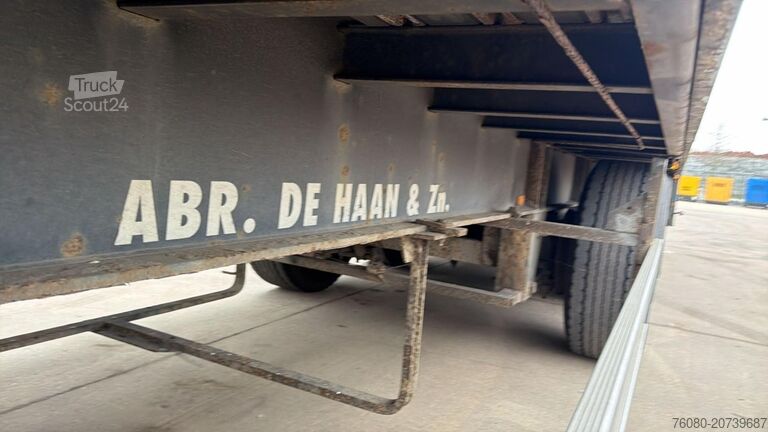 Truck
Scout24
ABR. DE HAAN & Zn.
76080-20739687